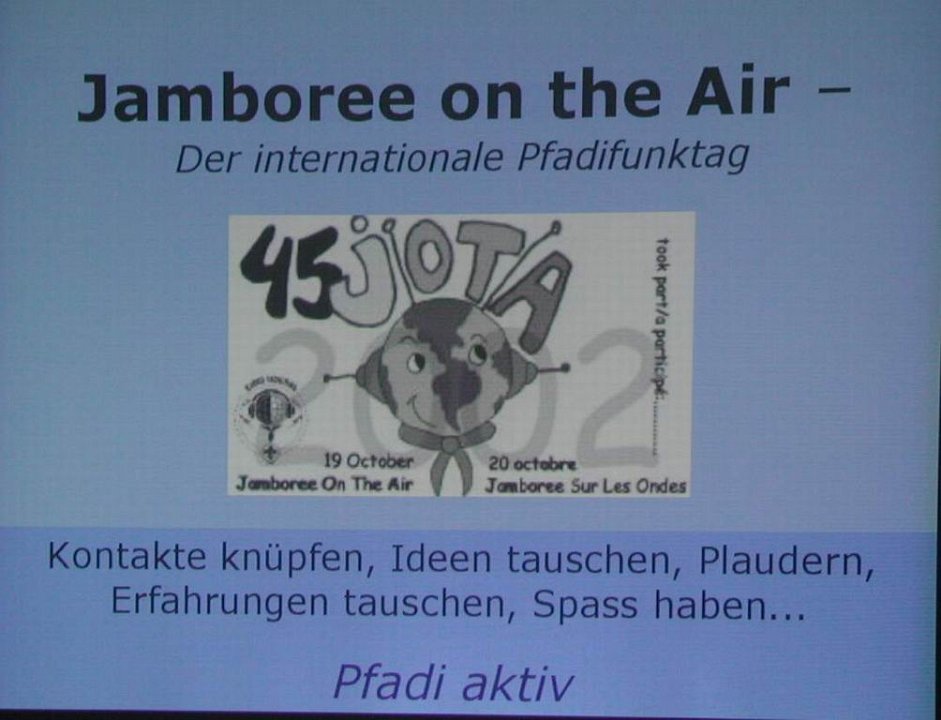 Jamboree on the Air –
Der internationale Pfadifunktag
45 JOTA
2002
took part/a participé:............
19 October
Jamboree On The Air
20 octobre
Jamboree Sur Les Ondes
Kontakte knüpfen, Ideen tauschen, Plaudern,
Erfahrungen tauschen, Spass haben...
Pfadi aktiv